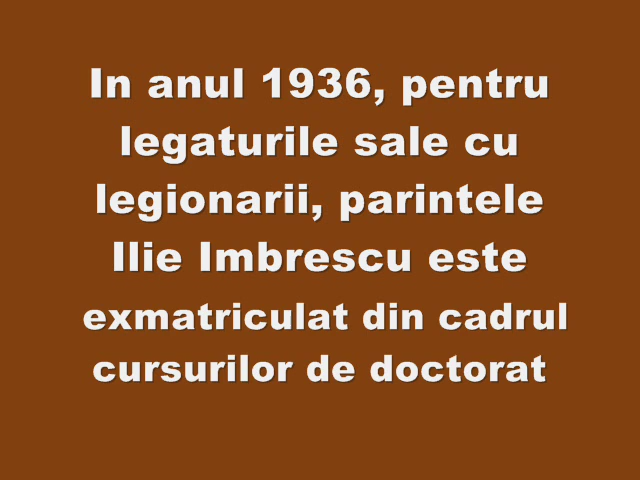 In anul 1936, pentru
legaturile sale cu
legionarii, parintele
Ilie Imbrescu este
exmatriculat din cadrul
cursurilor de doctorat